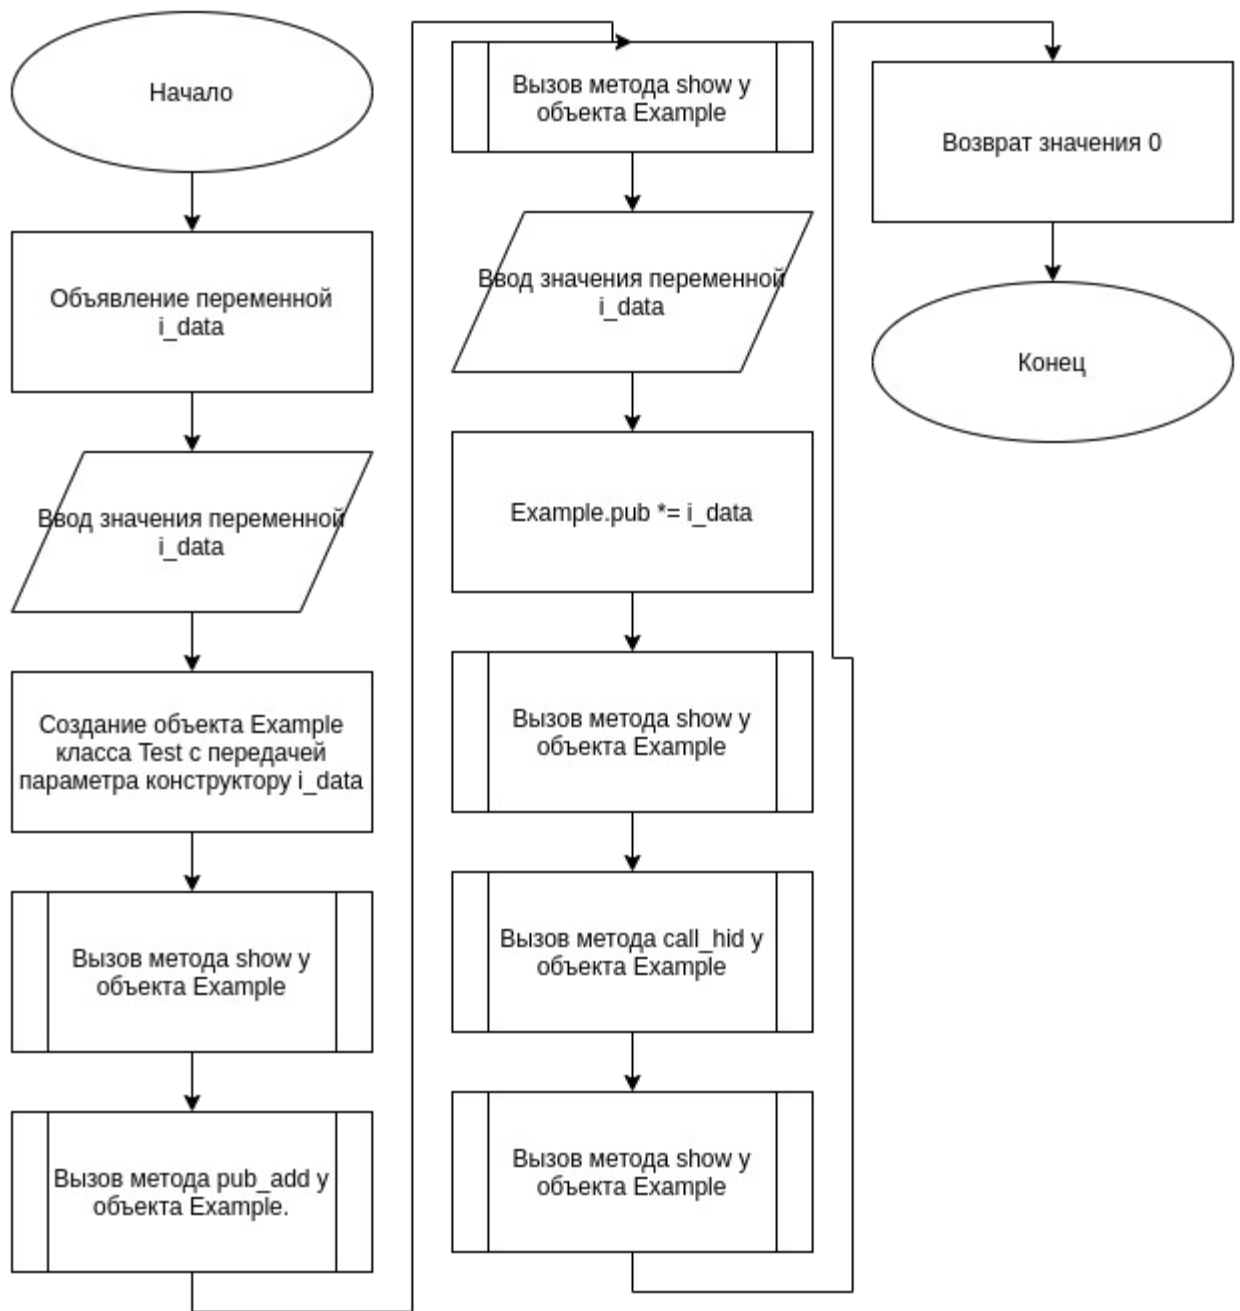 Начало
Объявление переменной
i_data
Ввод значения переменной
i_data
Создание объекта Example
класса Test с передачей
параметра конструктору i_data
Вызов метода show у
объекта Example
Вызов метода pub_add у
объекта Example.
Вызов метода show у
объекта Example
Ввод значения переменной
i_data
Example.pub *= i_data
Вызов метода show у
объекта Example
Вызов метода call_hid у
объекта Example
Вызов метода show у
объекта Example
Возврат значения 0
Конец